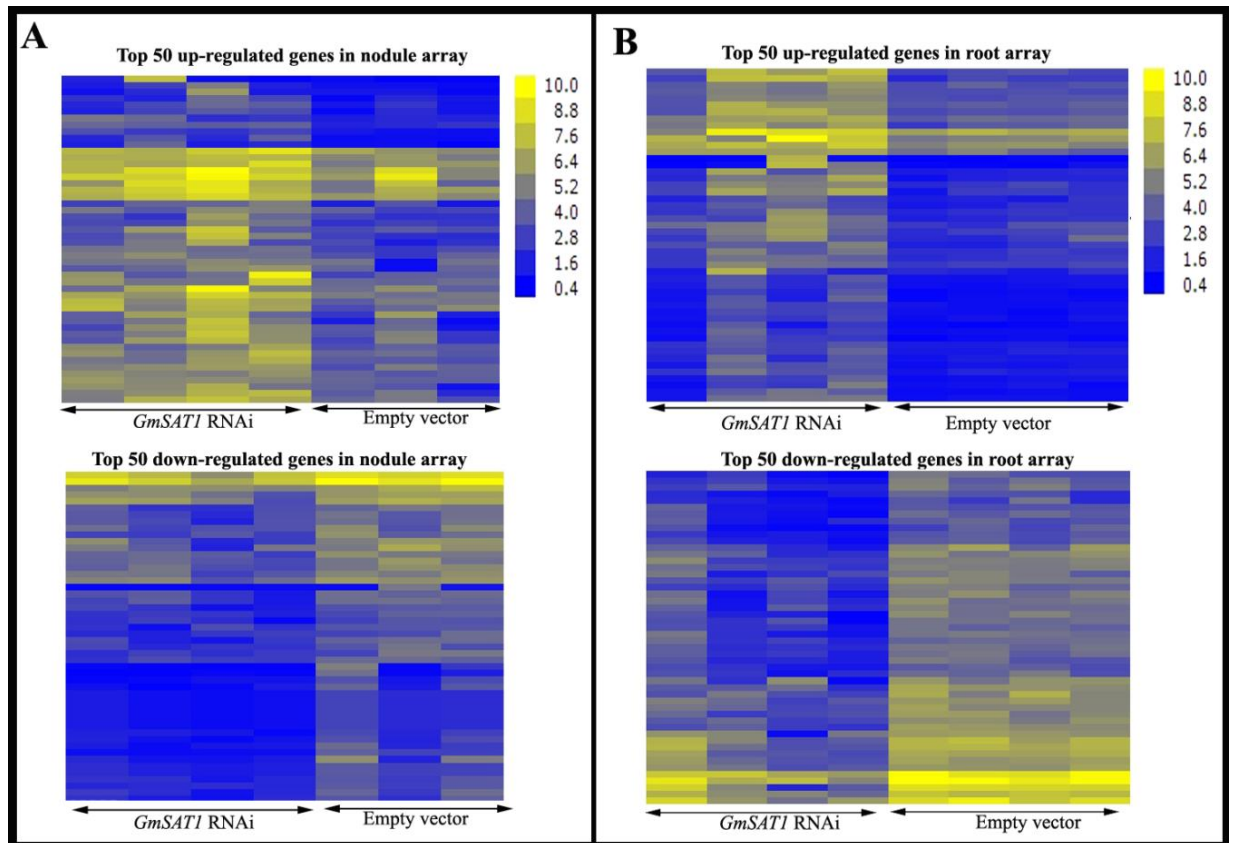 A
Top 50 up-regulated genes in nodule array
10.0
8.8
7.6
6.4
5.2
4.0
2.8
1.6
0.4
GmSAT1 RNAi
Empty vector
Top 50 down-regulated genes in nodule array
GmSAT1 RNAi
Empty vector
B
Top 50 up-regulated genes in root array
10.0
8.8
7.6
6.4
5.2
4.0
2.8
1.6
0.4
GmSAT1 RNAi
Empty vector
Top 50 down-regulated genes in root array
GmSAT1 RNAi
Empty vector